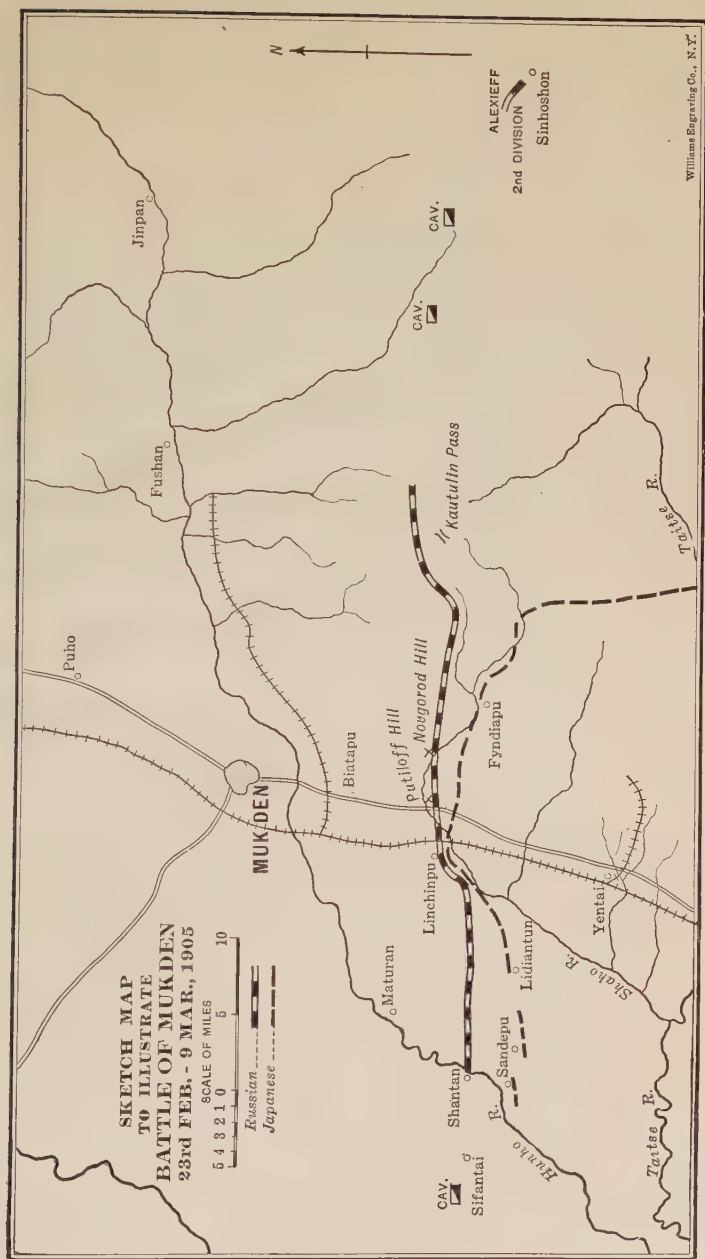 SKETCH MAP
TO ILLUSTRATE
BATTLE OF MUKDEN
23rd FEB. - 9 MAR., 1905
SCALE OF MILES
5 4 3 2 1 0 5 10
Russian
Japanese
N
Jinpan
Puho
Fushan
MUKDEN
Biatapu
Maturan
CAV.
CAV.
ALEXIEFF
2nd DIVISION
Sinhoshon
Kautulin Pass
Putiloff Hill
Novgorod Hill
Linchinpu
Fyndiapu
Shantan
Sandepu
Lidiantun
CAV.
Sifantai
Hunho R.
Shaho R.
Yentai
Taitse R.
Taitse R.
Williams Engraving Co., N.Y.